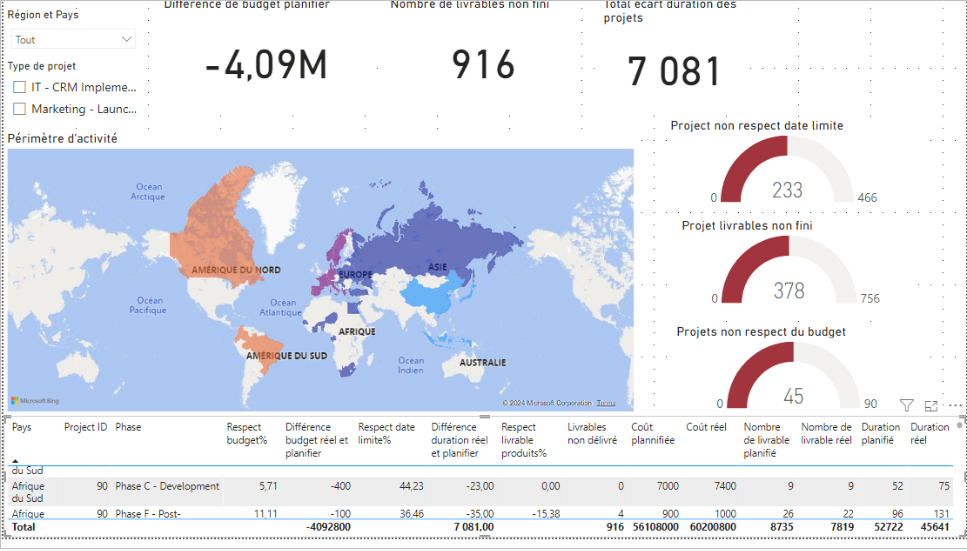 Différence de budget planifier
Nombre de livrables non fini
Total écart duration des
projets
-4,09M
916
7 081
Région et Pays
Tout
Type de projet
IT - CRM Impleme...
Marketing - Launc...
Périmètre d'activité
Océan
Arctique
AMÉRIQUE DU NORD
EUROPE
ASIE
Océan
Pacifique
Océan
Atlantique
AFRIQUE
AMÉRIQUE DU SUD
Océan
Indien
AUSTRALIE
Microsoft Bing
© 2024 Microsoft Corporation Terms
Project non respect date limite
233
0
466
Projet livrables non fini
378
0
756
Projets non respect du budget
45
0
90
Pays Project ID Phase Respect budget% Différence budget réel et planifier Respect date limite% Différence duration réel et planifier Respect livrable produits% Livrables non délivré Coût plannifiée Coût réel Nombre de livrable planifié Nombre de livrable réel Duration planifié Duration réel
du Sud
Afrique du Sud 90 Phase C - Development 5,71 -400 44,23 -23,00 0,00 0 7000 7400 9 9 52 75
Afrique du Sud 90 Phase F - Post- 11,11 -100 36,46 -35,00 -15,38 4 900 1000 26 22 96 131
Total -4092800 7 081,00 916 56108000 60200800 8735 7819 52722 45641